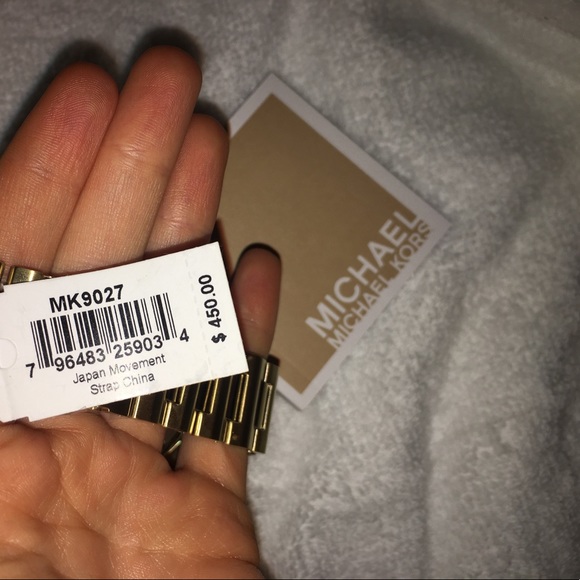 MK9027
7 96483 25903 4
Japan Movement
Strap China
$ 450.00
MICHAEL
MICHAEL KORS